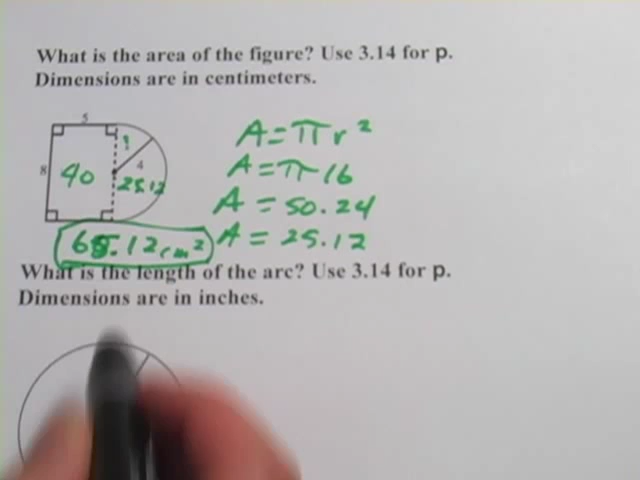 What is the area of the figure? Use 3.14 for p.
Dimensions are in centimeters.
5
8
40
4
25.12
A = πr²
A = π 16
A = 50.24
A = 25.12
65.12 cm²
What is the length of the arc? Use 3.14 for p.
Dimensions are in inches.